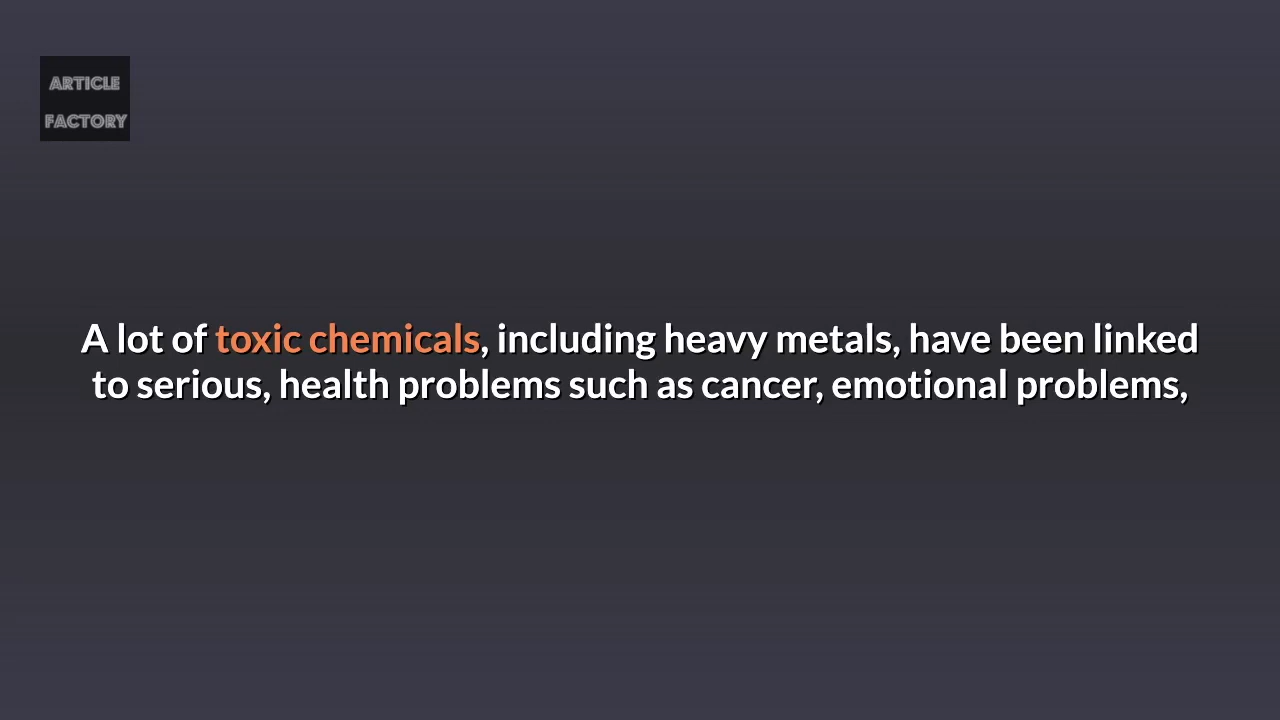 ARTICLE
FACTORY
A lot of toxic chemicals, including heavy metals, have been linked
to serious, health problems such as cancer, emotional problems,